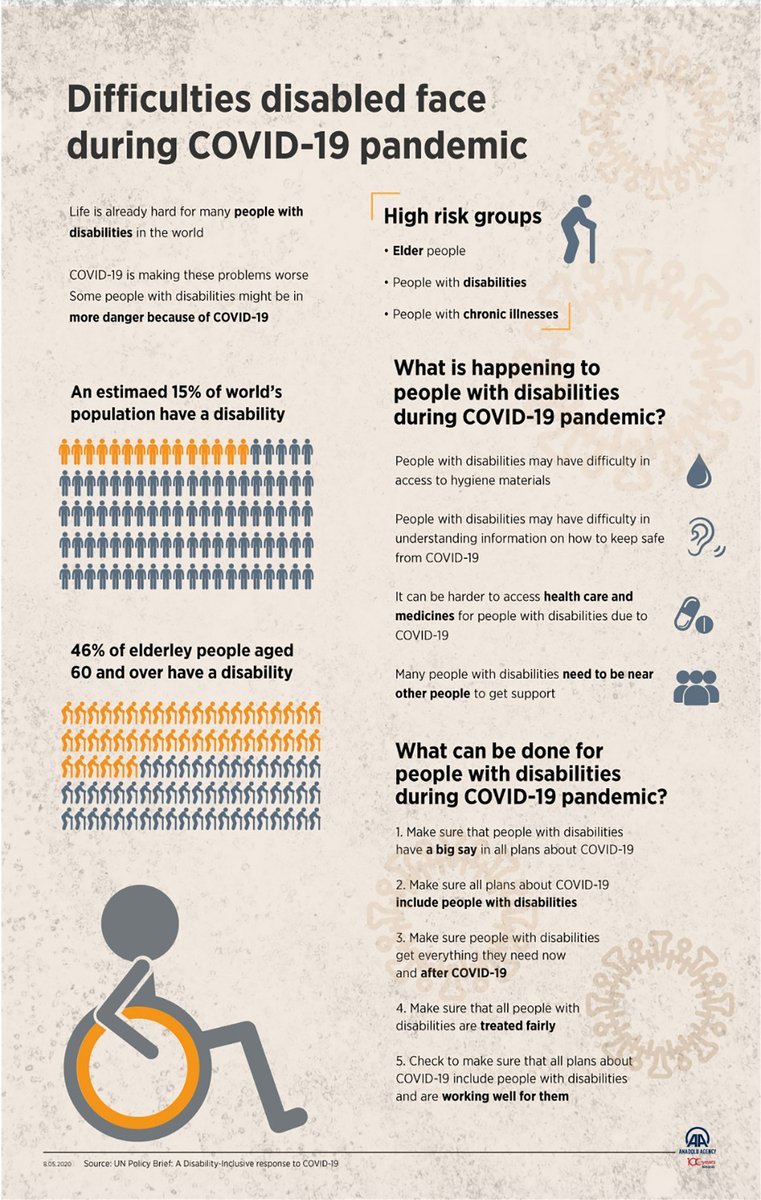 Difficulties disabled face
during COVID-19 pandemic
Life is already hard for many people with
disabilities in the world
COVID-19 is making these problems worse
Some people with disabilities might be in
more danger because of COVID-19
High risk groups
• Elder people
• People with disabilities
• People with chronic illnesses
An estimaed 15% of world's
population have a disability
46% of elderley people aged
60 and over have a disability
What is happening to
people with disabilities
during COVID-19 pandemic?
People with disabilities may have difficulty in
access to hygiene materials
People with disabilities may have difficulty in
understanding information on how to keep safe
from COVID-19
It can be harder to access health care and
medicines for people with disabilities due to
COVID-19
Many people with disabilities need to be near
other people to get support
What can be done for
people with disabilities
during COVID-19 pandemic?
1. Make sure that people with disabilities
have a big say in all plans about COVID-19
2. Make sure all plans about COVID-19
include people with disabilities
3. Make sure people with disabilities
get everything they need now
and after COVID-19
4. Make sure that all people with
disabilities are treated fairly
5. Check to make sure that all plans about
COVID-19 include people with disabilities
and are working well for them
8.05.2020
Source: UN Policy Brief: A Disability-Inclusive response to COVID-19
AA
ANADOLU AGENCY
100 years